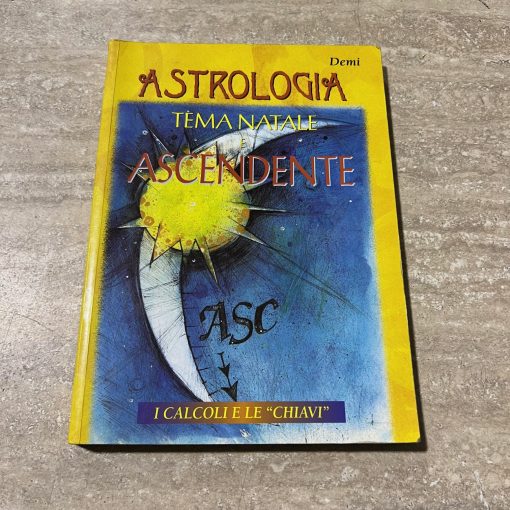 Demi
ASTROLOGIA
TEMA NATALE
E
ASCENDENTE
ASC
I CALCOLI E LE "CHIAVI"